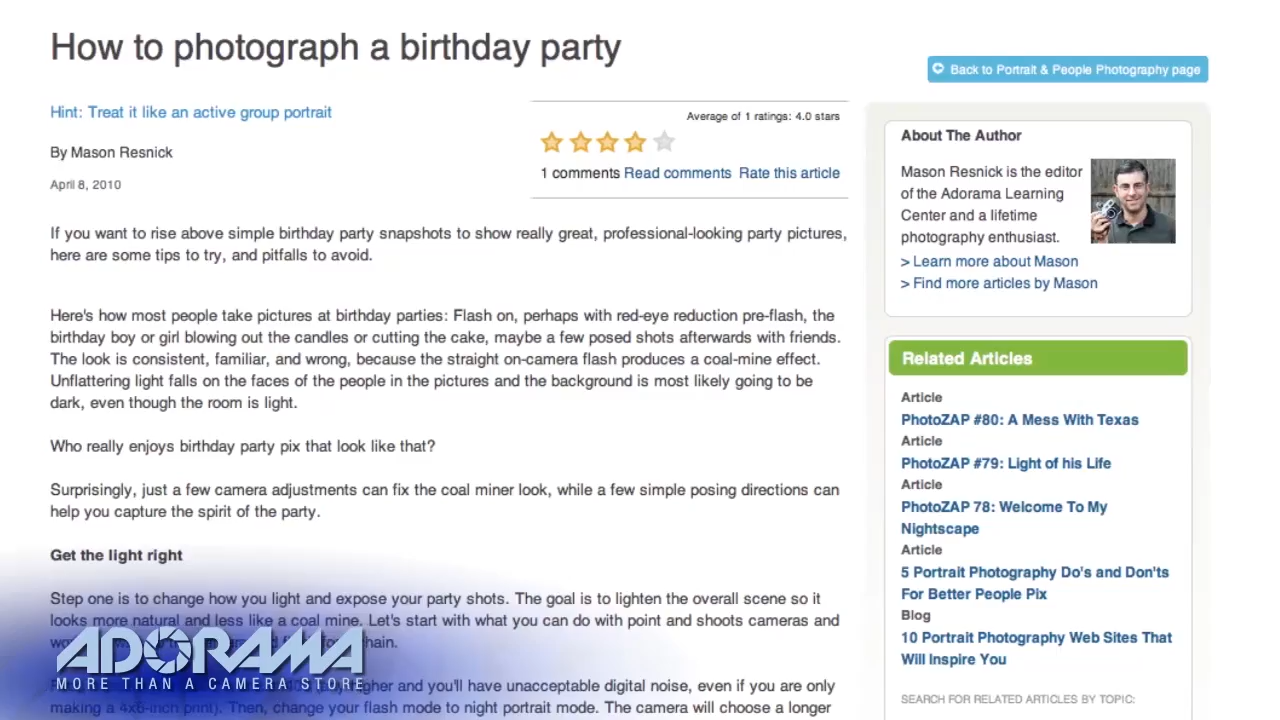 How to photograph a birthday party
Back to Portrait & People Photography page
Hint: Treat it like an active group portrait
By Mason Resnick
April 8, 2010
Average of 1 ratings: 4.0 stars
1 comments Read comments Rate this article
If you want to rise above simple birthday party snapshots to show really great, professional-looking party pictures,
here are some tips to try, and pitfalls to avoid.
Here's how most people take pictures at birthday parties: Flash on, perhaps with red-eye reduction pre-flash, the
birthday boy or girl blowing out the candles or cutting the cake, maybe a few posed shots afterwards with friends.
The look is consistent, familiar, and wrong, because the straight on-camera flash produces a coal-mine effect.
Unflattering light falls on the faces of the people in the pictures and the background is most likely going to be
dark, even though the room is light.
Who really enjoys birthday party pix that look like that?
Surprisingly, just a few camera adjustments can fix the coal miner look, while a few simple posing directions can
help you capture the spirit of the party.
Get the light right
Step one is to change how you light and expose your party shots. The goal is to lighten the overall scene so it
looks more natural and less like a coal mine. Let's start with what you can do with point and shoots cameras and
higher and you'll have unacceptable digital noise, even if you are only
making a 4x6-inch print). Then, change your flash mode to night portrait mode. The camera will choose a longer
ADORAMA
MORE THAN A CAMERA STORE
About The Author
Mason Resnick is the editor
of the Adorama Learning
Center and a lifetime
photography enthusiast.
> Learn more about Mason
> Find more articles by Mason
Related Articles
Article
PhotoZAP #80: A Mess With Texas
Article
PhotoZAP #79: Light of his Life
Article
PhotoZAP 78: Welcome To My
Nightscape
Article
5 Portrait Photography Do's and Don'ts
For Better People Pix
Blog
10 Portrait Photography Web Sites That
Will Inspire You
SEARCH FOR RELATED ARTICLES BY TOPIC: